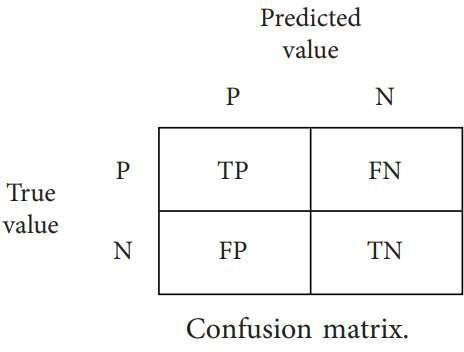 Predicted
value
P N
P TP FN
True
value
N FP TN
Confusion matrix.